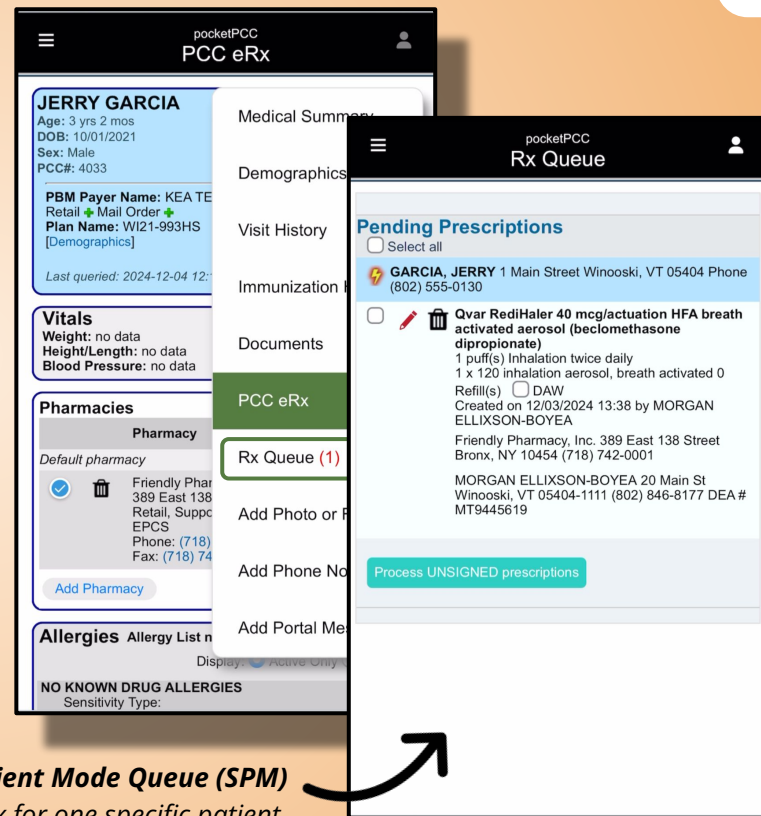 pocketPCC
PCC eRx
JERRY GARCIA
Age: 3 yrs 2 mos
DOB: 10/01/2021
Sex: Male
PCC#: 4033
PBM Payer Name: KEA TE
Retail Mail Order
Plan Name: WI21-993HS
[Demographics]
Last queried: 2024-12-04 12:
Vitals
Weight: no data
Height/Length: no data
Blood Pressure: no data
Pharmacies
Pharmacy
Default pharmacy
Friendly Phar
389 East 138
Retail, Suppo
EPCS
Phone: (718)
Fax: (718) 74
Add Pharmacy
Allergies Allergy List n
Display: Active Only
NO KNOWN DRUG ALLERGIES
Sensitivity Type:
Medical Summary
Demographics
Visit History
Immunization
Documents
PCC eRx
Rx Queue (1)
Add Photo or
Add Phone No
Add Portal Me
pocketPCC
Rx Queue
Pending Prescriptions
Select all
GARCIA, JERRY 1 Main Street Winooski, VT 05404 Phone
(802) 555-0130
Qvar RediHaler 40 mcg/actuation HFA breath
activated aerosol (beclomethasone
dipropionate)
1 puff(s) Inhalation twice daily
1 x 120 inhalation aerosol, breath activated 0
Refill(s) DAW
Created on 12/03/2024 13:38 by MORGAN
ELLIXSON-BOYEA
Friendly Pharmacy, Inc. 389 East 138 Street
Bronx, NY 10454 (718) 742-0001
MORGAN ELLIXSON-BOYEA 20 Main St
Winooski, VT 05404-1111 (802) 846-8177 DEA #
MT9445619
Process UNSIGNED prescriptions
ient Mode Queue (SPM)
for one specific patient